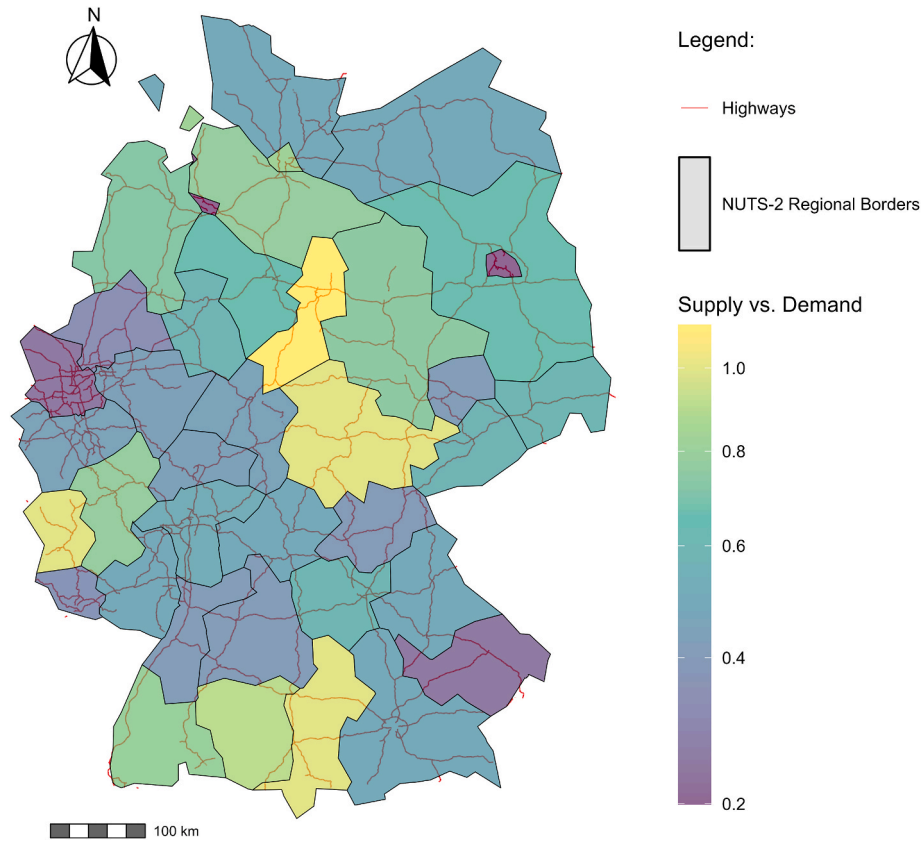 N
Legend:
Highways
NUTS-2 Regional Borders
Supply vs. Demand
1.0
0.8
0.6
0.4
0.2
100 km